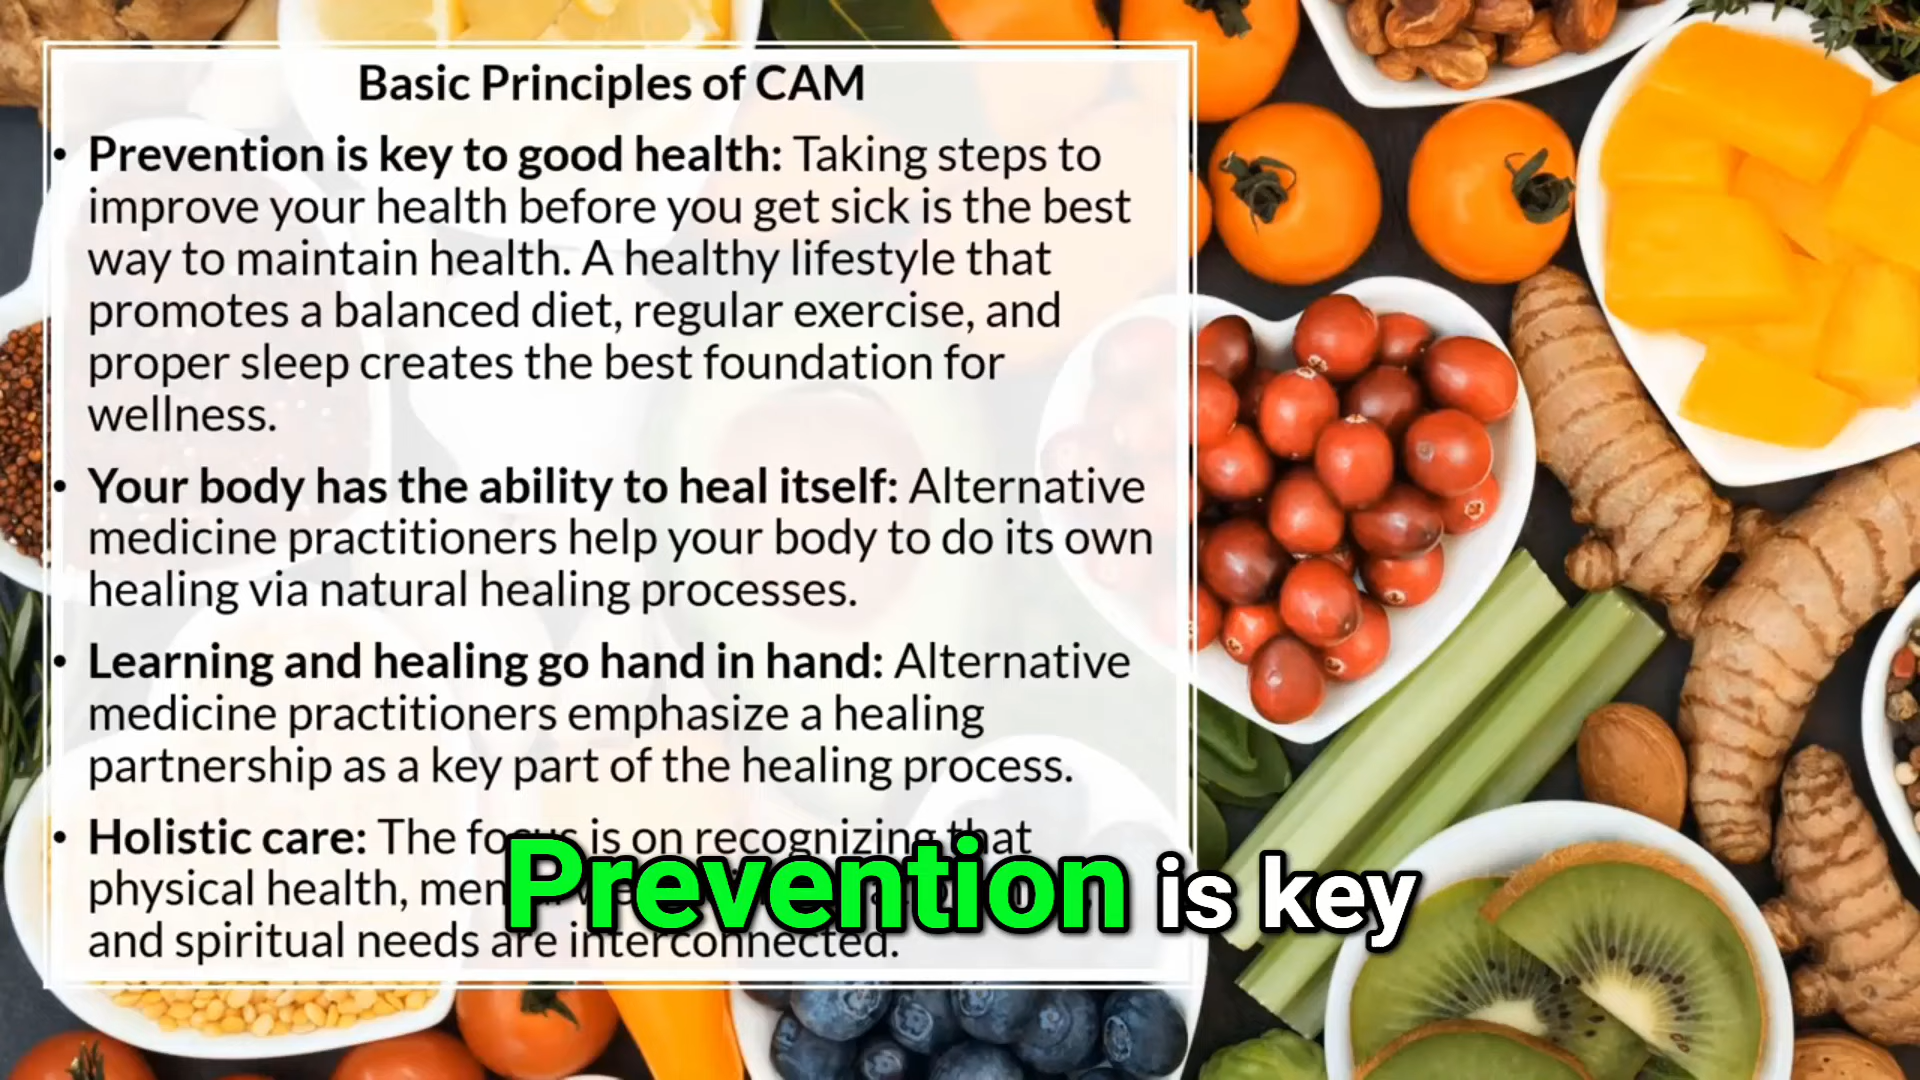 Basic Principles of CAM
• Prevention is key to good health: Taking steps to
improve your health before you get sick is the best
way to maintain health. A healthy lifestyle that
promotes a balanced diet, regular exercise, and
proper sleep creates the best foundation for
wellness.
• Your body has the ability to heal itself: Alternative
medicine practitioners help your body to do its own
healing via natural healing processes.
• Learning and healing go hand in hand: Alternative
medicine practitioners emphasize a healing
partnership as a key part of the healing process.
• Holistic care: The focus is on recognizing that
physical health,
and spiritual needs are interconnected.
Prevention is key